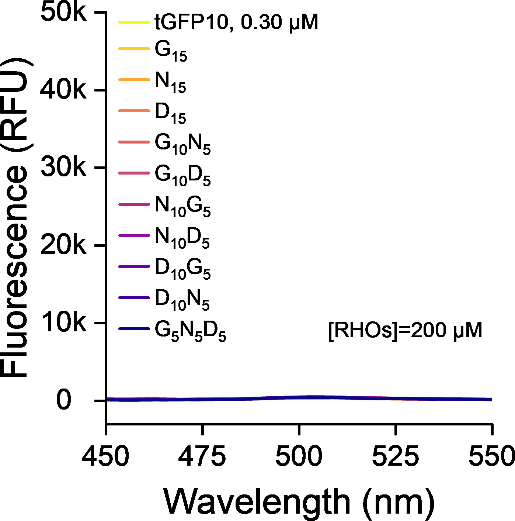 Fluorescence (RFU)
50k
40k
30k
20k
10k
0
tGFP10, 0.30 µM
G₁₅
N₁₅
D₁₅
G₁₀N₅
G₁₀D₅
N₁₀G₅
N₁₀D₅
D₁₀G₅
D₁₀N₅
G₅N₅D₅
[RHOs]=200 µM
450 475 500 525 550
Wavelength (nm)